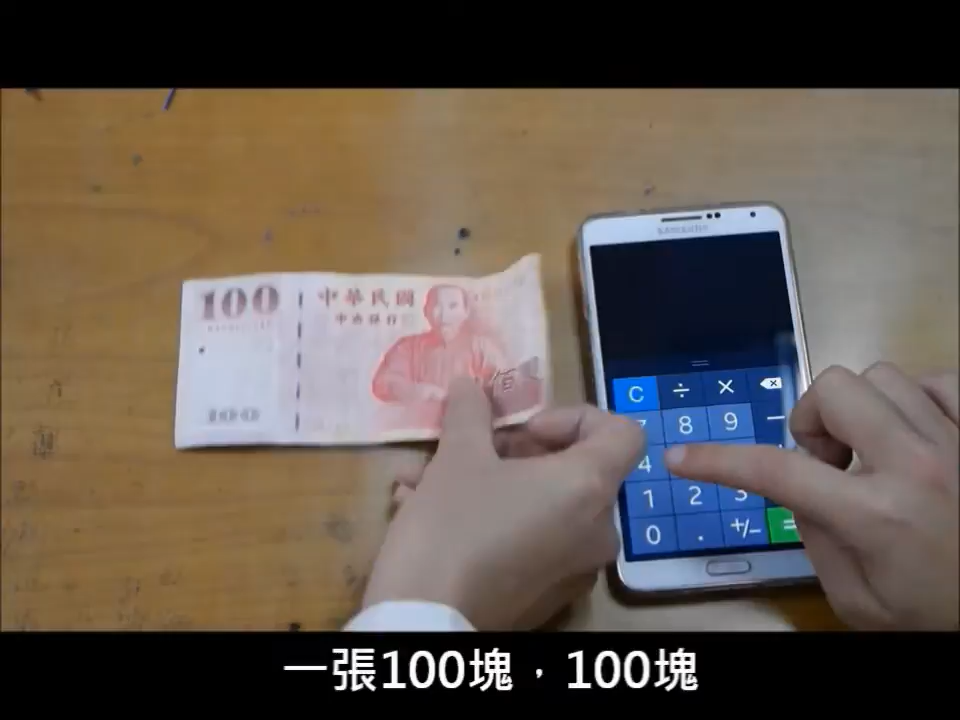 SAMSUNG
100
中華民國
中央銀行
C ÷ ×
7 8 9 −
4
1 2 3
0 . +/− =
一張100塊，100塊